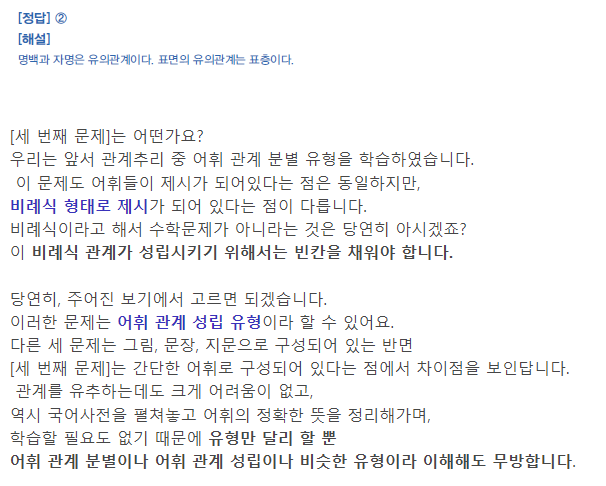 [정답] ②
[해설]
명백과 자명은 유의관계이다. 표면의 유의관계는 표층이다.
[세 번째 문제]는 어떤가요?
우리는 앞서 관계추리 중 어휘 관계 분별 유형을 학습하였습니다.
이 문제도 어휘들이 제시가 되어있다는 점은 동일하지만,
비례식 형태로 제시가 되어 있다는 점이 다릅니다.
비례식이라고 해서 수학문제가 아니라는 것은 당연히 아시겠죠?
이 비례식 관계가 성립시키기 위해서는 빈칸을 채워야 합니다.
당연히, 주어진 보기에서 고르면 되겠습니다.
이러한 문제는 어휘 관계 성립 유형이라 할 수 있어요.
다른 세 문제는 그림, 문장, 지문으로 구성되어 있는 반면
[세 번째 문제]는 간단한 어휘로 구성되어 있다는 점에서 차이점을 보인답니다.
관계를 유추하는데도 크게 어려움이 없고,
역시 국어사전을 펼쳐놓고 어휘의 정확한 뜻을 정리해가며,
학습할 필요도 없기 때문에 유형만 달리 할 뿐
어휘 관계 분별이나 어휘 관계 성립이나 비슷한 유형이라 이해해도 무방합니다.